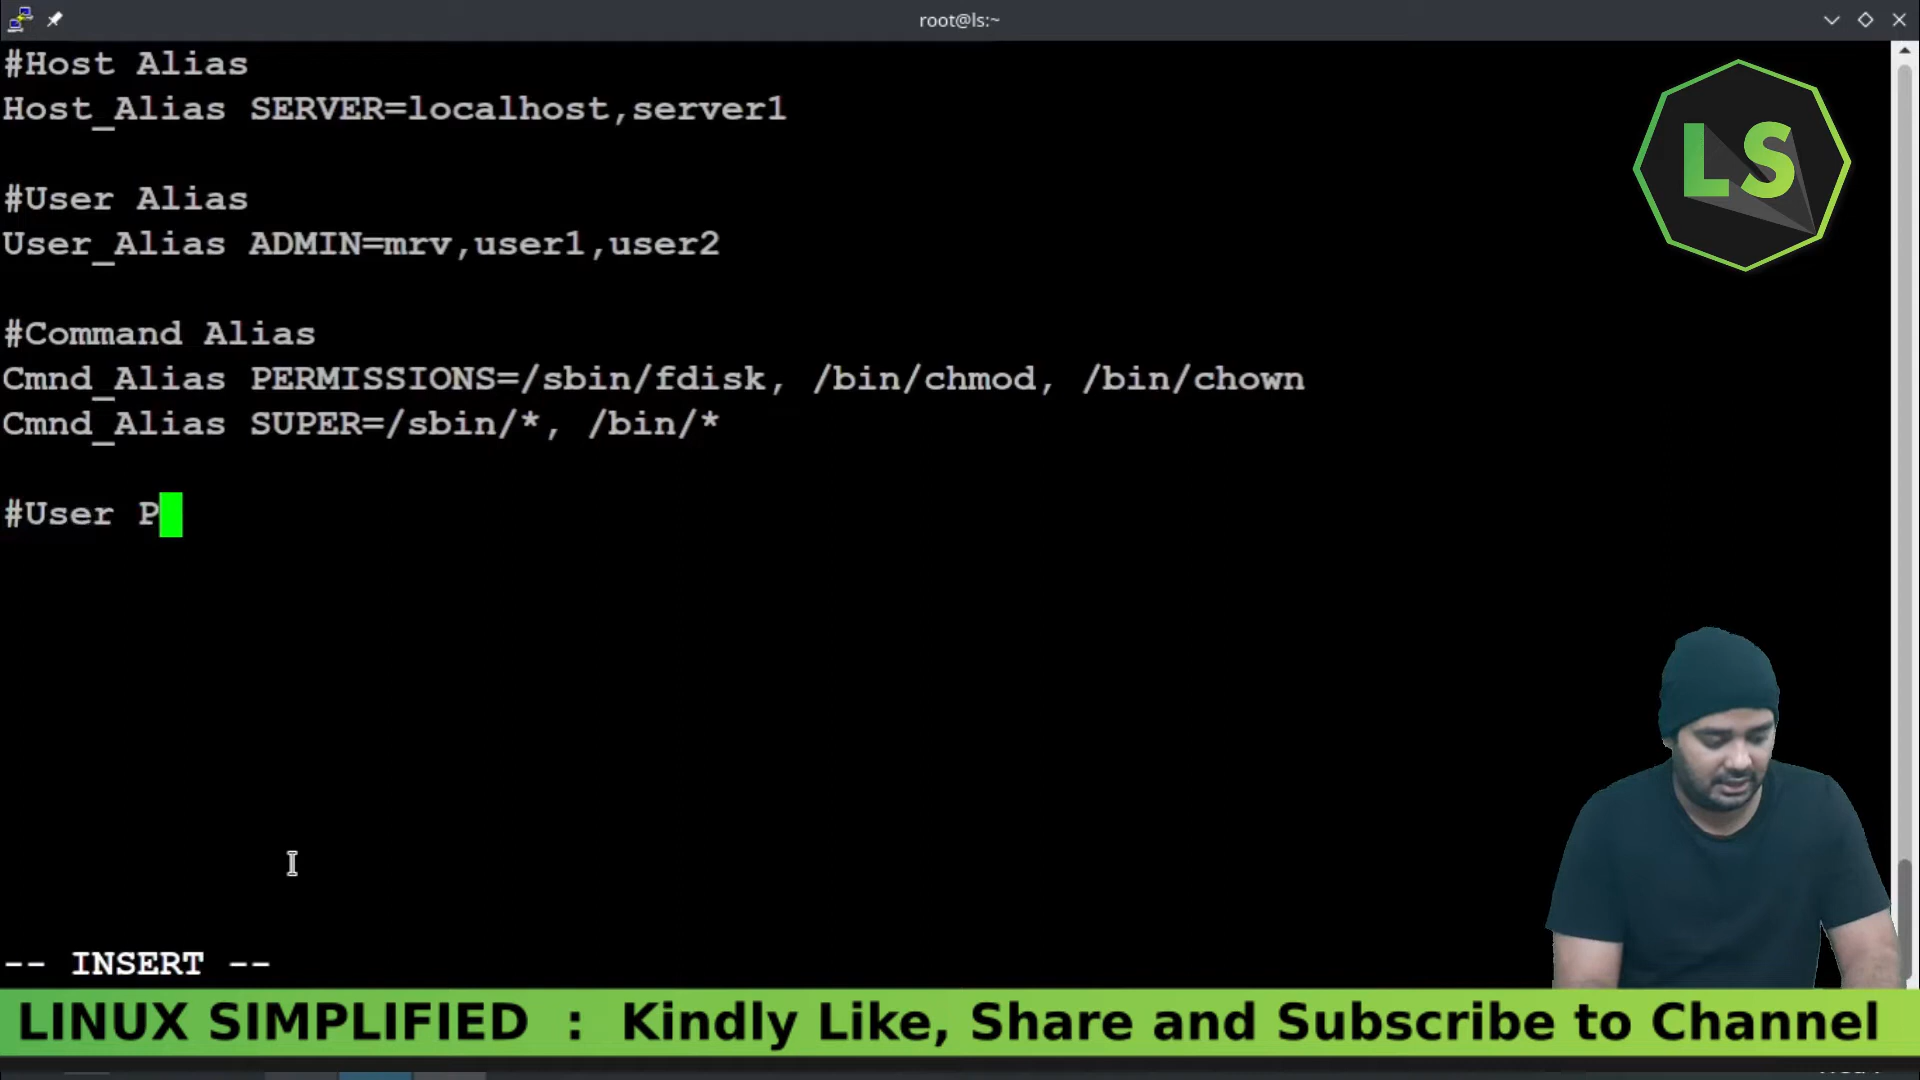 root@ls:~
#Host Alias
Host_Alias SERVER=localhost,server1
#User Alias
User_Alias ADMIN=mrv,user1,user2
#Command Alias
Cmnd_Alias PERMISSIONS=/sbin/fdisk, /bin/chmod, /bin/chown
Cmnd_Alias SUPER=/sbin/*, /bin/*
#User P
-- INSERT --
LS
LINUX SIMPLIFIED : Kindly Like, Share and Subscribe to Channel